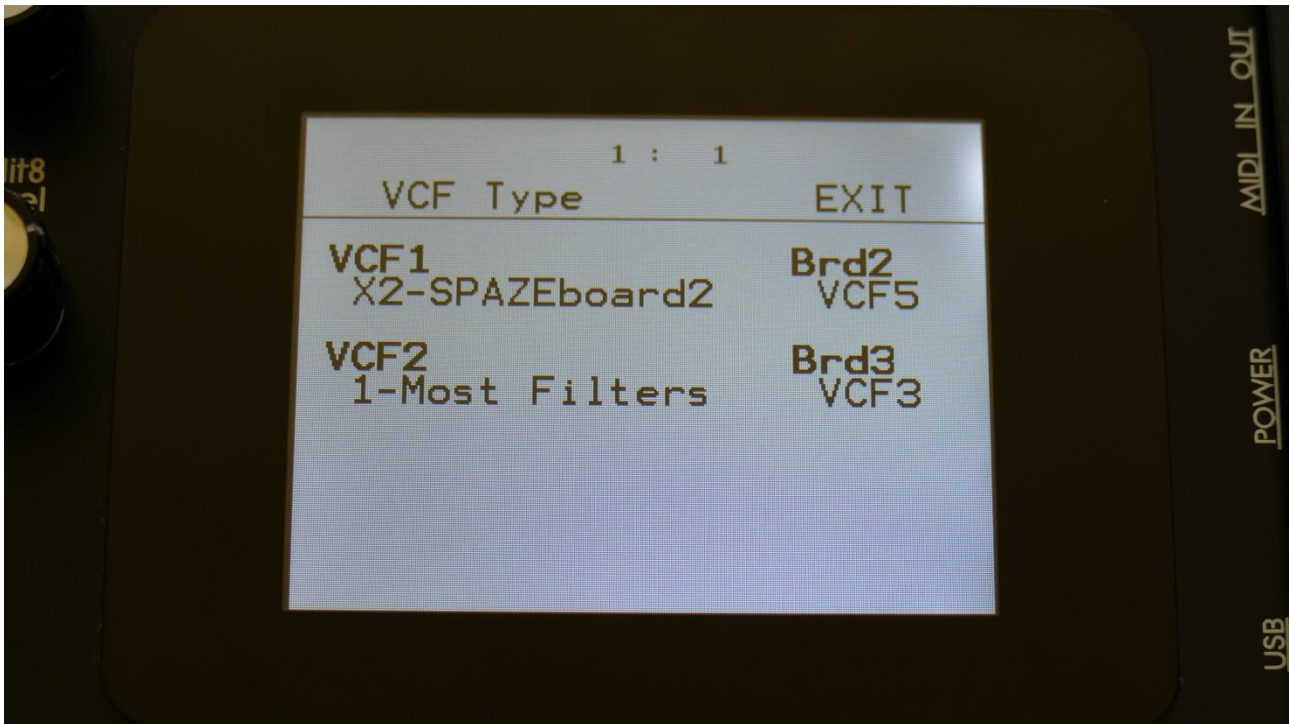 1 : 1
VCF Type EXIT
VCF1 Brd2
X2-SPAZEboard2 VCF5
VCF2 Brd3
1-Most Filters VCF3
MIDI IN OUT
POWER
USB